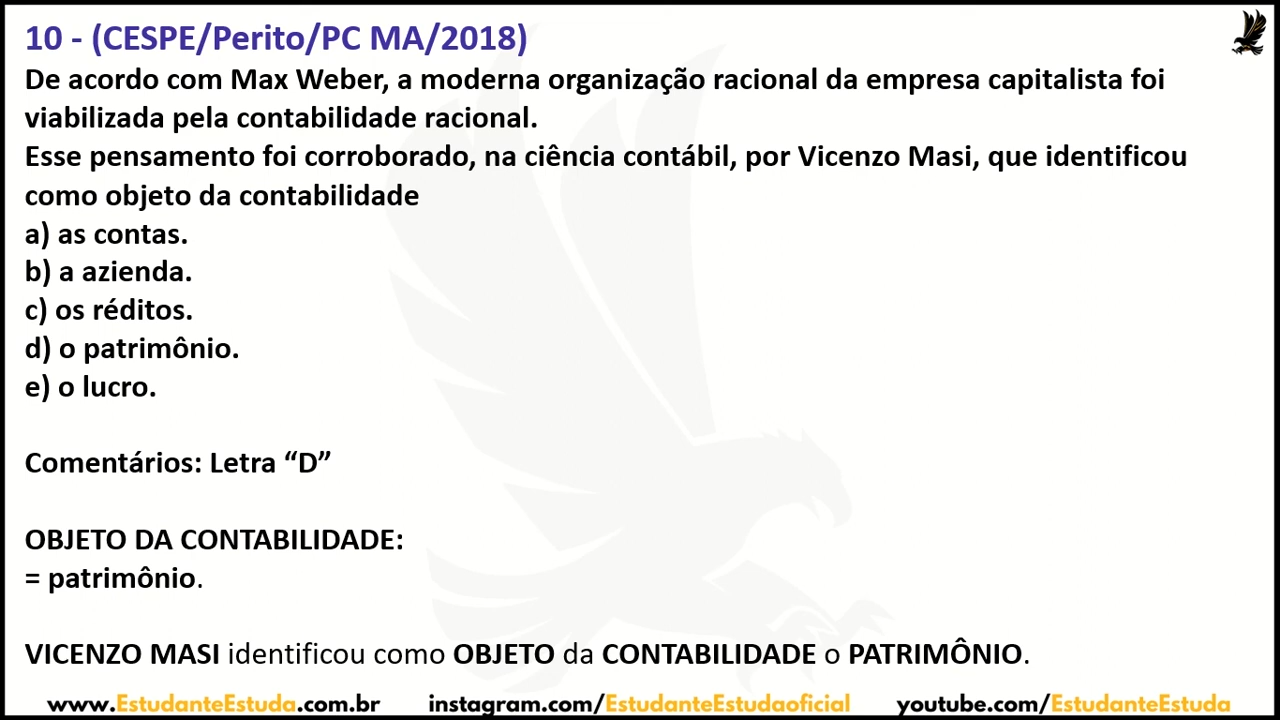 10 - (CESPE/Perito/PC MA/2018)
De acordo com Max Weber, a moderna organização racional da empresa capitalista foi
viabilizada pela contabilidade racional.
Esse pensamento foi corroborado, na ciência contábil, por Vicenzo Masi, que identificou
como objeto da contabilidade
a) as contas.
b) a azienda.
c) os réditos.
d) o patrimônio.
e) o lucro.
Comentários: Letra “D”
OBJETO DA CONTABILIDADE:
= patrimônio.
VICENZO MASI identificou como OBJETO da CONTABILIDADE o PATRIMÔNIO.
www.EstudanteEstuda.com.br instagram.com/EstudanteEstudaoficial youtube.com/EstudanteEstuda